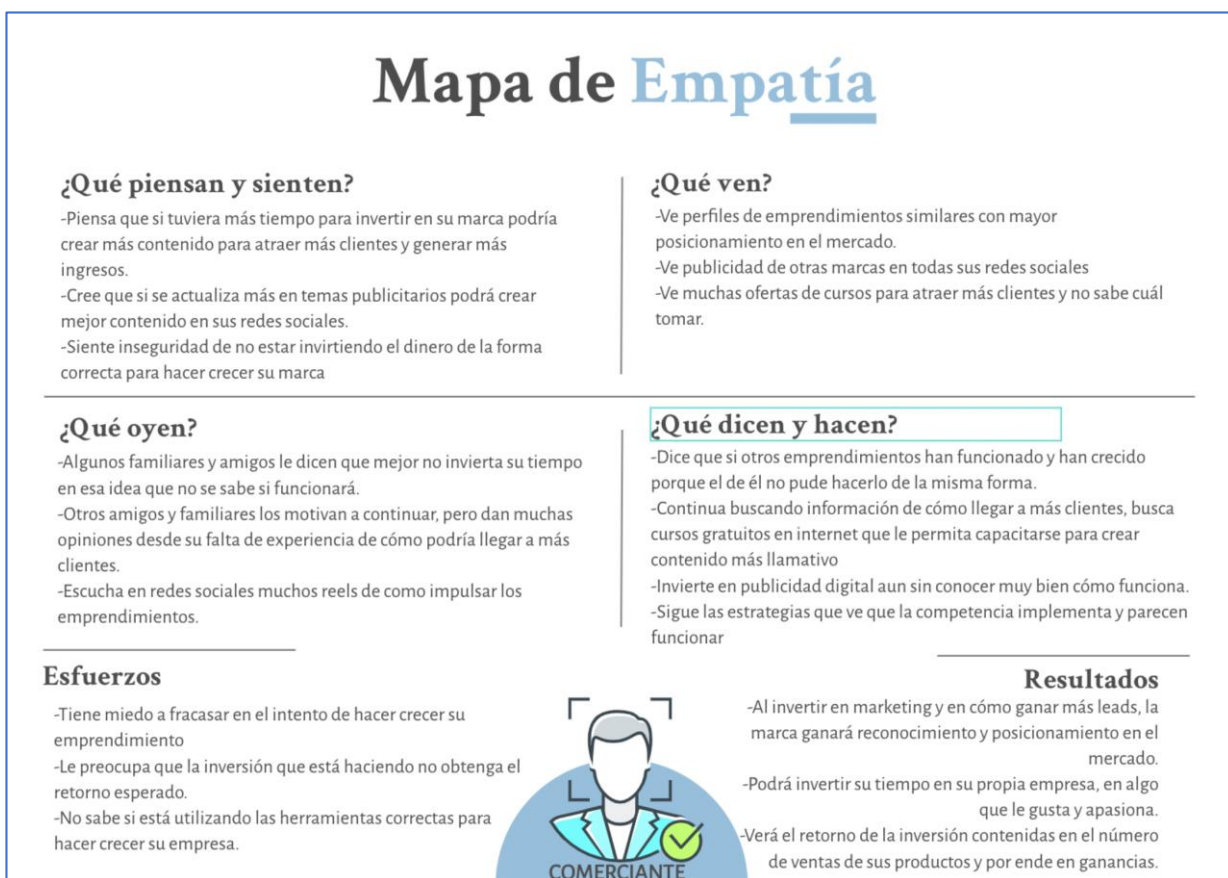 Mapa de Empatía
¿Qué piensan y sienten?
-Piensa que si tuviera más tiempo para invertir en su marca podría
crear más contenido para atraer más clientes y generar más
ingresos.
-Cree que si se actualiza más en temas publicitarios podrá crear
mejor contenido en sus redes sociales.
-Siente inseguridad de no estar invirtiendo el dinero de la forma
correcta para hacer crecer su marca
¿Qué ven?
-Ve perfiles de emprendimientos similares con mayor
posicionamiento en el mercado.
-Ve publicidad de otras marcas en todas sus redes sociales
-Ve muchas ofertas de cursos para atraer más clientes y no sabe cuál
tomar.
¿Qué oyen?
-Algunos familiares y amigos le dicen que mejor no invierta su tiempo
en esa idea que no se sabe si funcionará.
-Otros amigos y familiares los motivan a continuar, pero dan muchas
opiniones desde su falta de experiencia de cómo podría llegar a más
clientes.
-Escucha en redes sociales muchos reels de como impulsar los
emprendimientos.
¿Qué dicen y hacen?
-Dice que si otros emprendimientos han funcionado y han crecido
porque el de él no pude hacerlo de la misma forma.
-Continua buscando información de cómo llegar a más clientes, busca
cursos gratuitos en internet que le permita capacitarse para crear
contenido más llamativo
-Invierte en publicidad digital aun sin conocer muy bien cómo funciona.
-Sigue las estrategias que ve que la competencia implementa y parecen
funcionar
Esfuerzos
-Tiene miedo a fracasar en el intento de hacer crecer su
emprendimiento
-Le preocupa que la inversión que está haciendo no obtenga el
retorno esperado.
-No sabe si está utilizando las herramientas correctas para
hacer crecer su empresa.
COMERCIANTE
Resultados
-Al invertir en marketing y en cómo ganar más leads, la
marca ganará reconocimiento y posicionamiento en el
mercado.
-Podrá invertir su tiempo en su propia empresa, en algo
que le gusta y apasiona.
-Verá el retorno de la inversión contenidas en el número
de ventas de sus productos y por ende en ganancias.